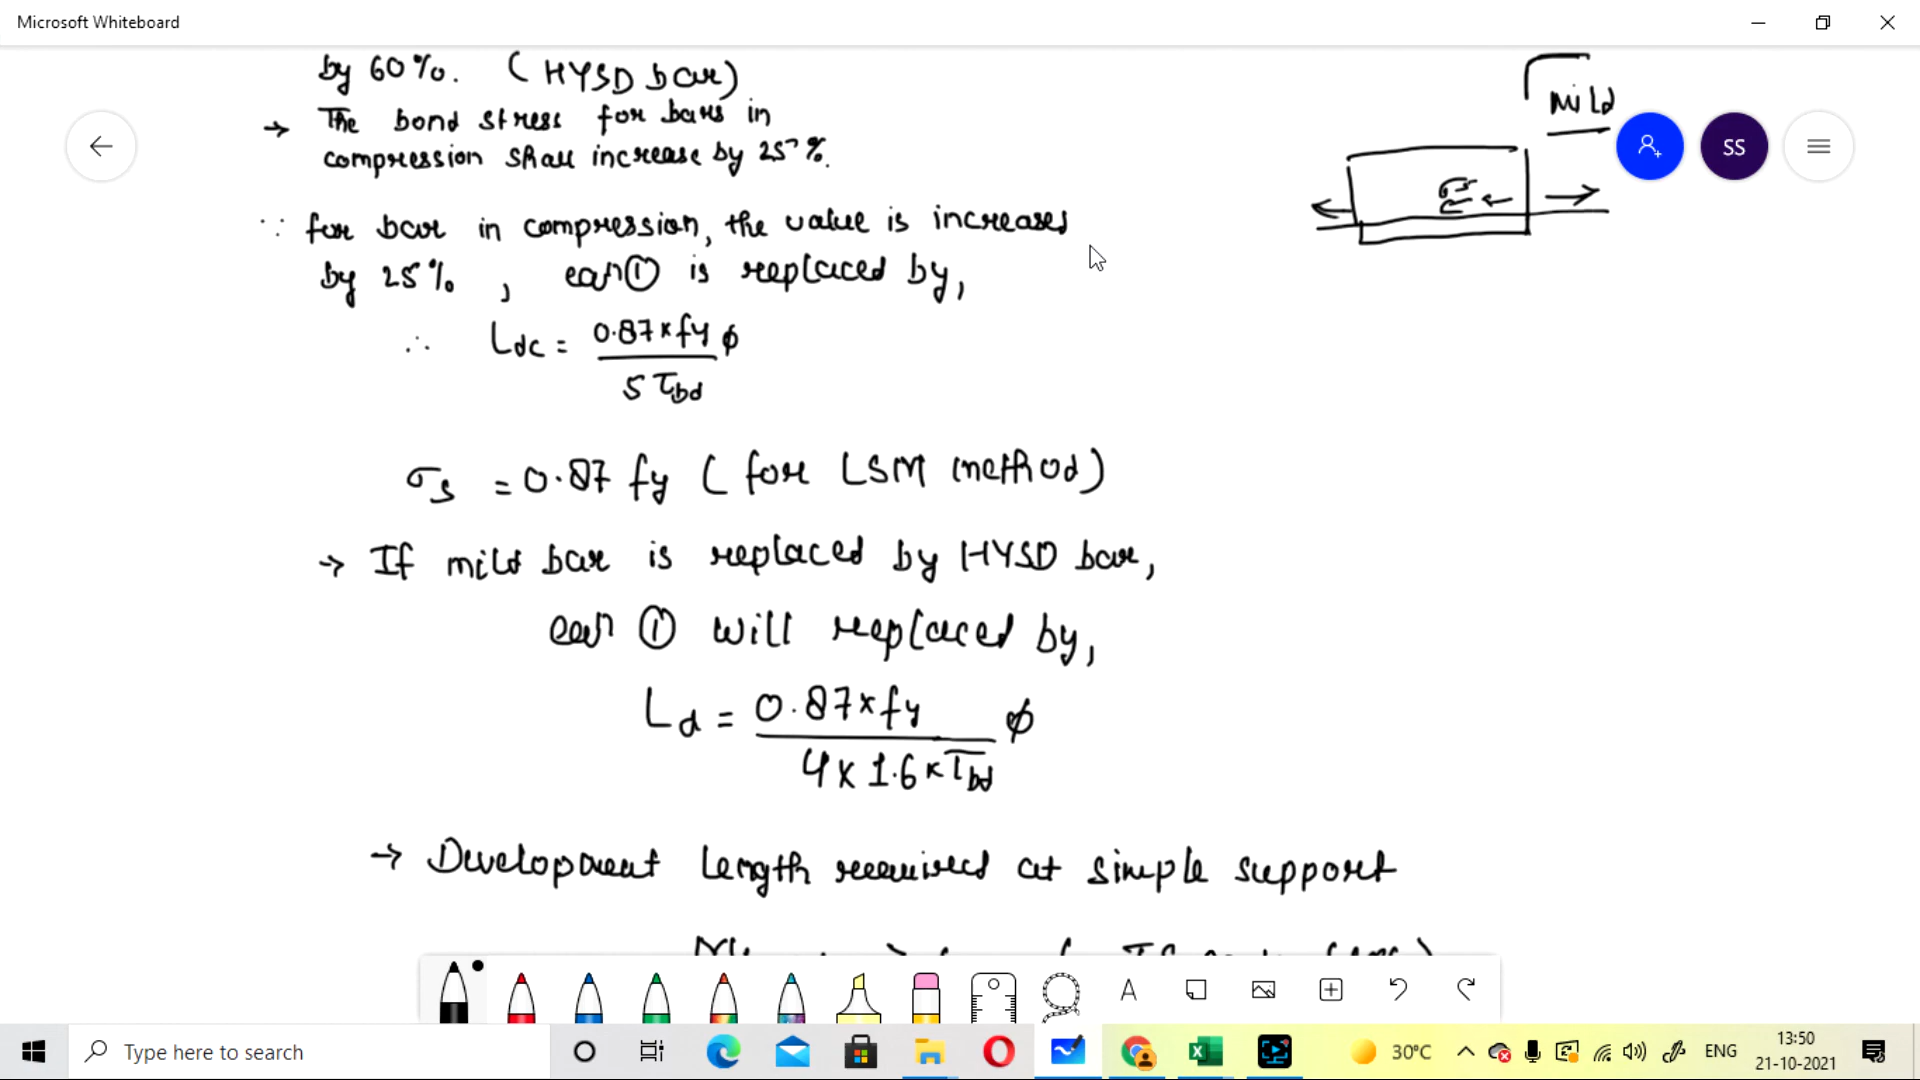 Microsoft Whiteboard
by 60%. (HYSD bar)
→ The bond stress for bars in
compression shall increase by 25%.
mild
SS
∵ for bar in compression, the value is increased
by 25%, eqn ① is replaced by,
∴ Ldc = 0.87×fy ϕ
5 τbd
σs = 0.87 fy (for LSM method)
→ If mild bar is replaced by HYSD bar,
eqn ① will replaced by,
Ld = 0.87×fy ϕ
4×1.6×τbd
→ Development length required at simple support
A
Type here to search
30°C
ENG
13:50
21-10-2021